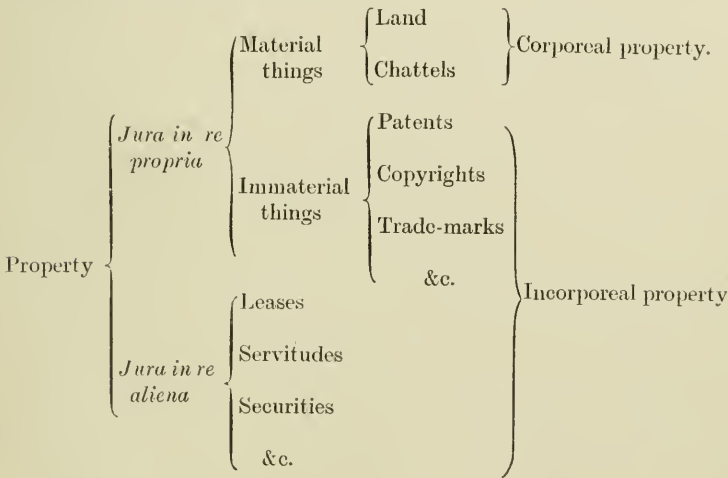 Land
Material
things
Chattels
Corporeal property.
Jura in re
propria
Patents
Immaterial
things
Copyrights
Trade-marks
&c.
Property
Incorporeal property
Leases
Jura in re
aliena
Servitudes
Securities
&c.